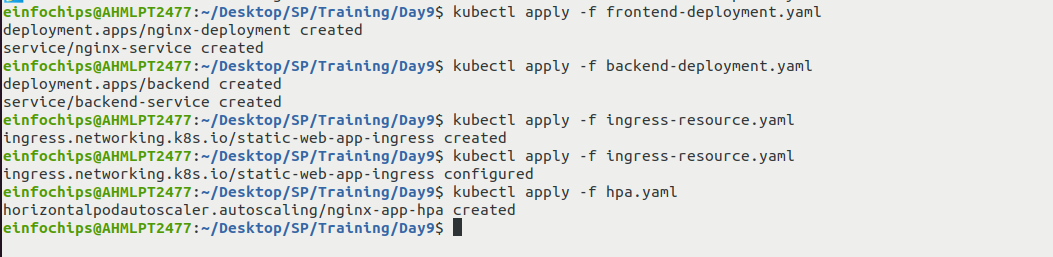 einfochips@AHMLPT2477:~/Desktop/SP/Training/Day9$ kubectl apply -f frontend-deployment.yaml
deployment.apps/nginx-deployment created
service/nginx-service created
einfochips@AHMLPT2477:~/Desktop/SP/Training/Day9$ kubectl apply -f backend-deployment.yaml
deployment.apps/backend created
service/backend-service created
einfochips@AHMLPT2477:~/Desktop/SP/Training/Day9$ kubectl apply -f ingress-resource.yaml
ingress.networking.k8s.io/static-web-app-ingress created
einfochips@AHMLPT2477:~/Desktop/SP/Training/Day9$ kubectl apply -f ingress-resource.yaml
ingress.networking.k8s.io/static-web-app-ingress configured
einfochips@AHMLPT2477:~/Desktop/SP/Training/Day9$ kubectl apply -f hpa.yaml
horizontalpodautoscaler.autoscaling/nginx-app-hpa created
einfochips@AHMLPT2477:~/Desktop/SP/Training/Day9$